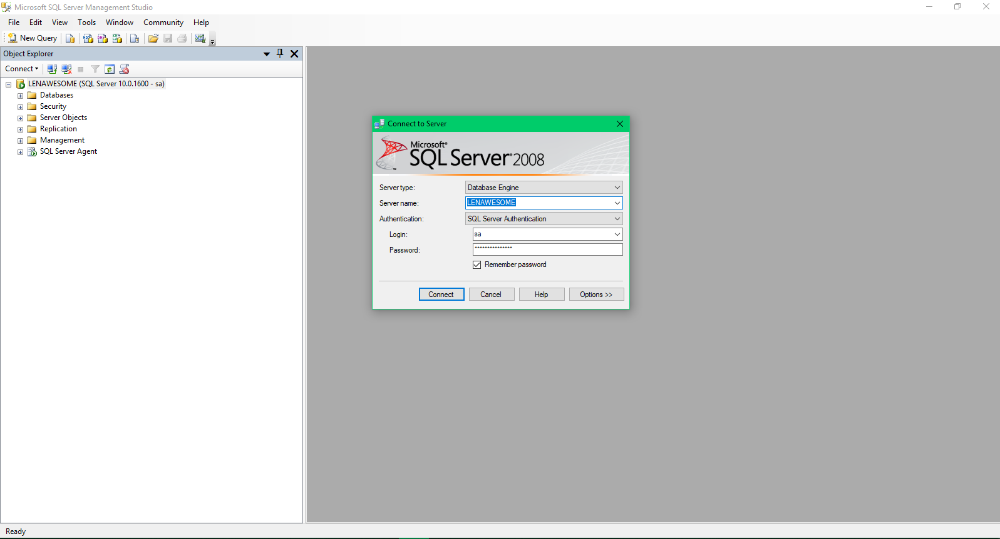 Microsoft SQL Server Management Studio
File Edit View Tools Window Community Help
New Query
Object Explorer
Connect
LENAWESOME (SQL Server 10.0.1600 - sa)
Databases
Security
Server Objects
Replication
Management
SQL Server Agent
Connect to Server
Microsoft®
SQL Server® 2008
Server type: Database Engine
Server name: LENAWESOME
Authentication: SQL Server Authentication
Login: sa
Password: ***************
Remember password
Connect Cancel Help Options >>
Ready